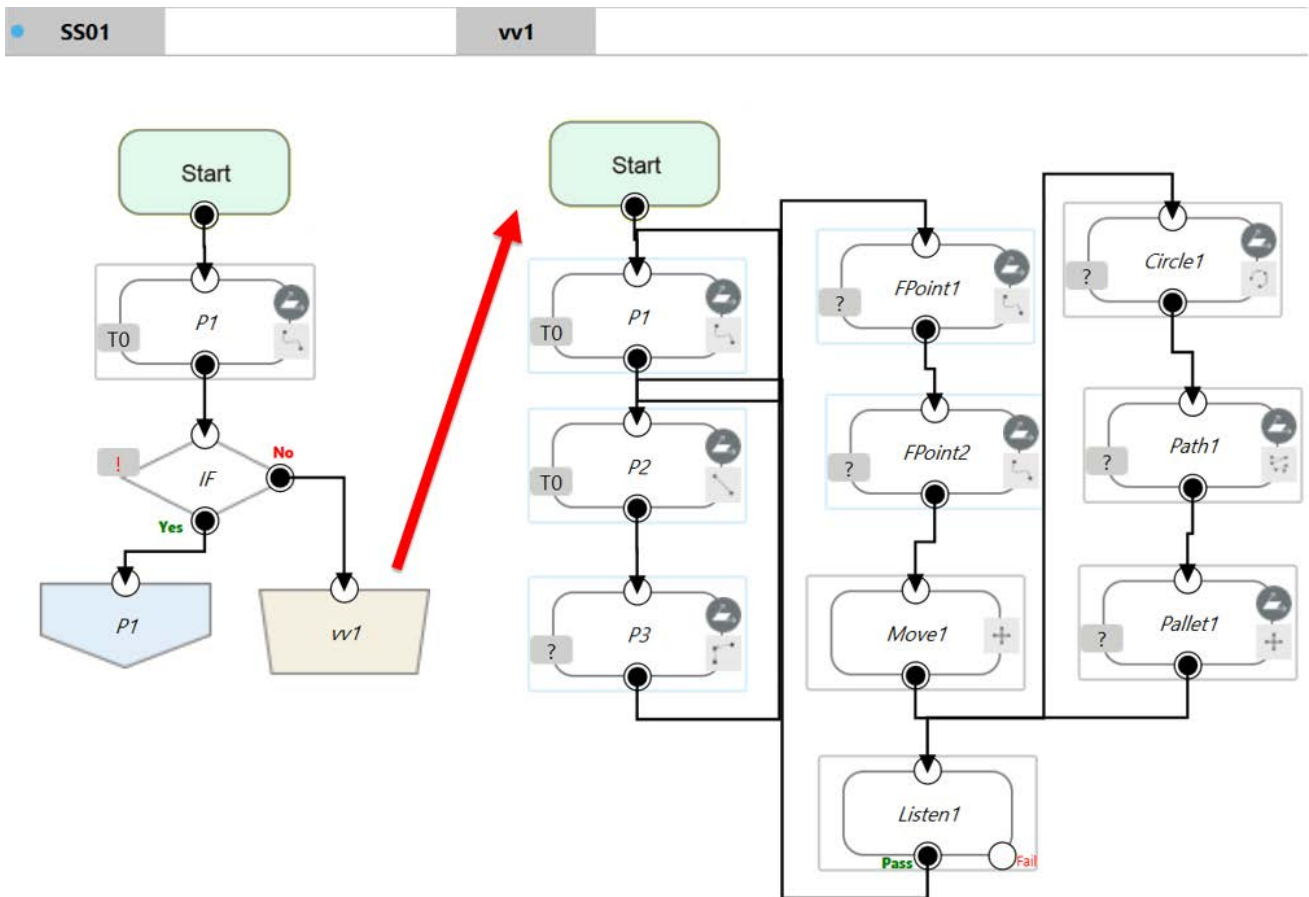 SS01
vv1
Start
P1
T0
IF
!
No
Yes
P1
vv1
Start
P1
T0
P2
T0
P3
?
FPoint1
?
FPoint2
?
Move1
Listen1
Pass
Fail
Circle1
?
Path1
?
Pallet1
?